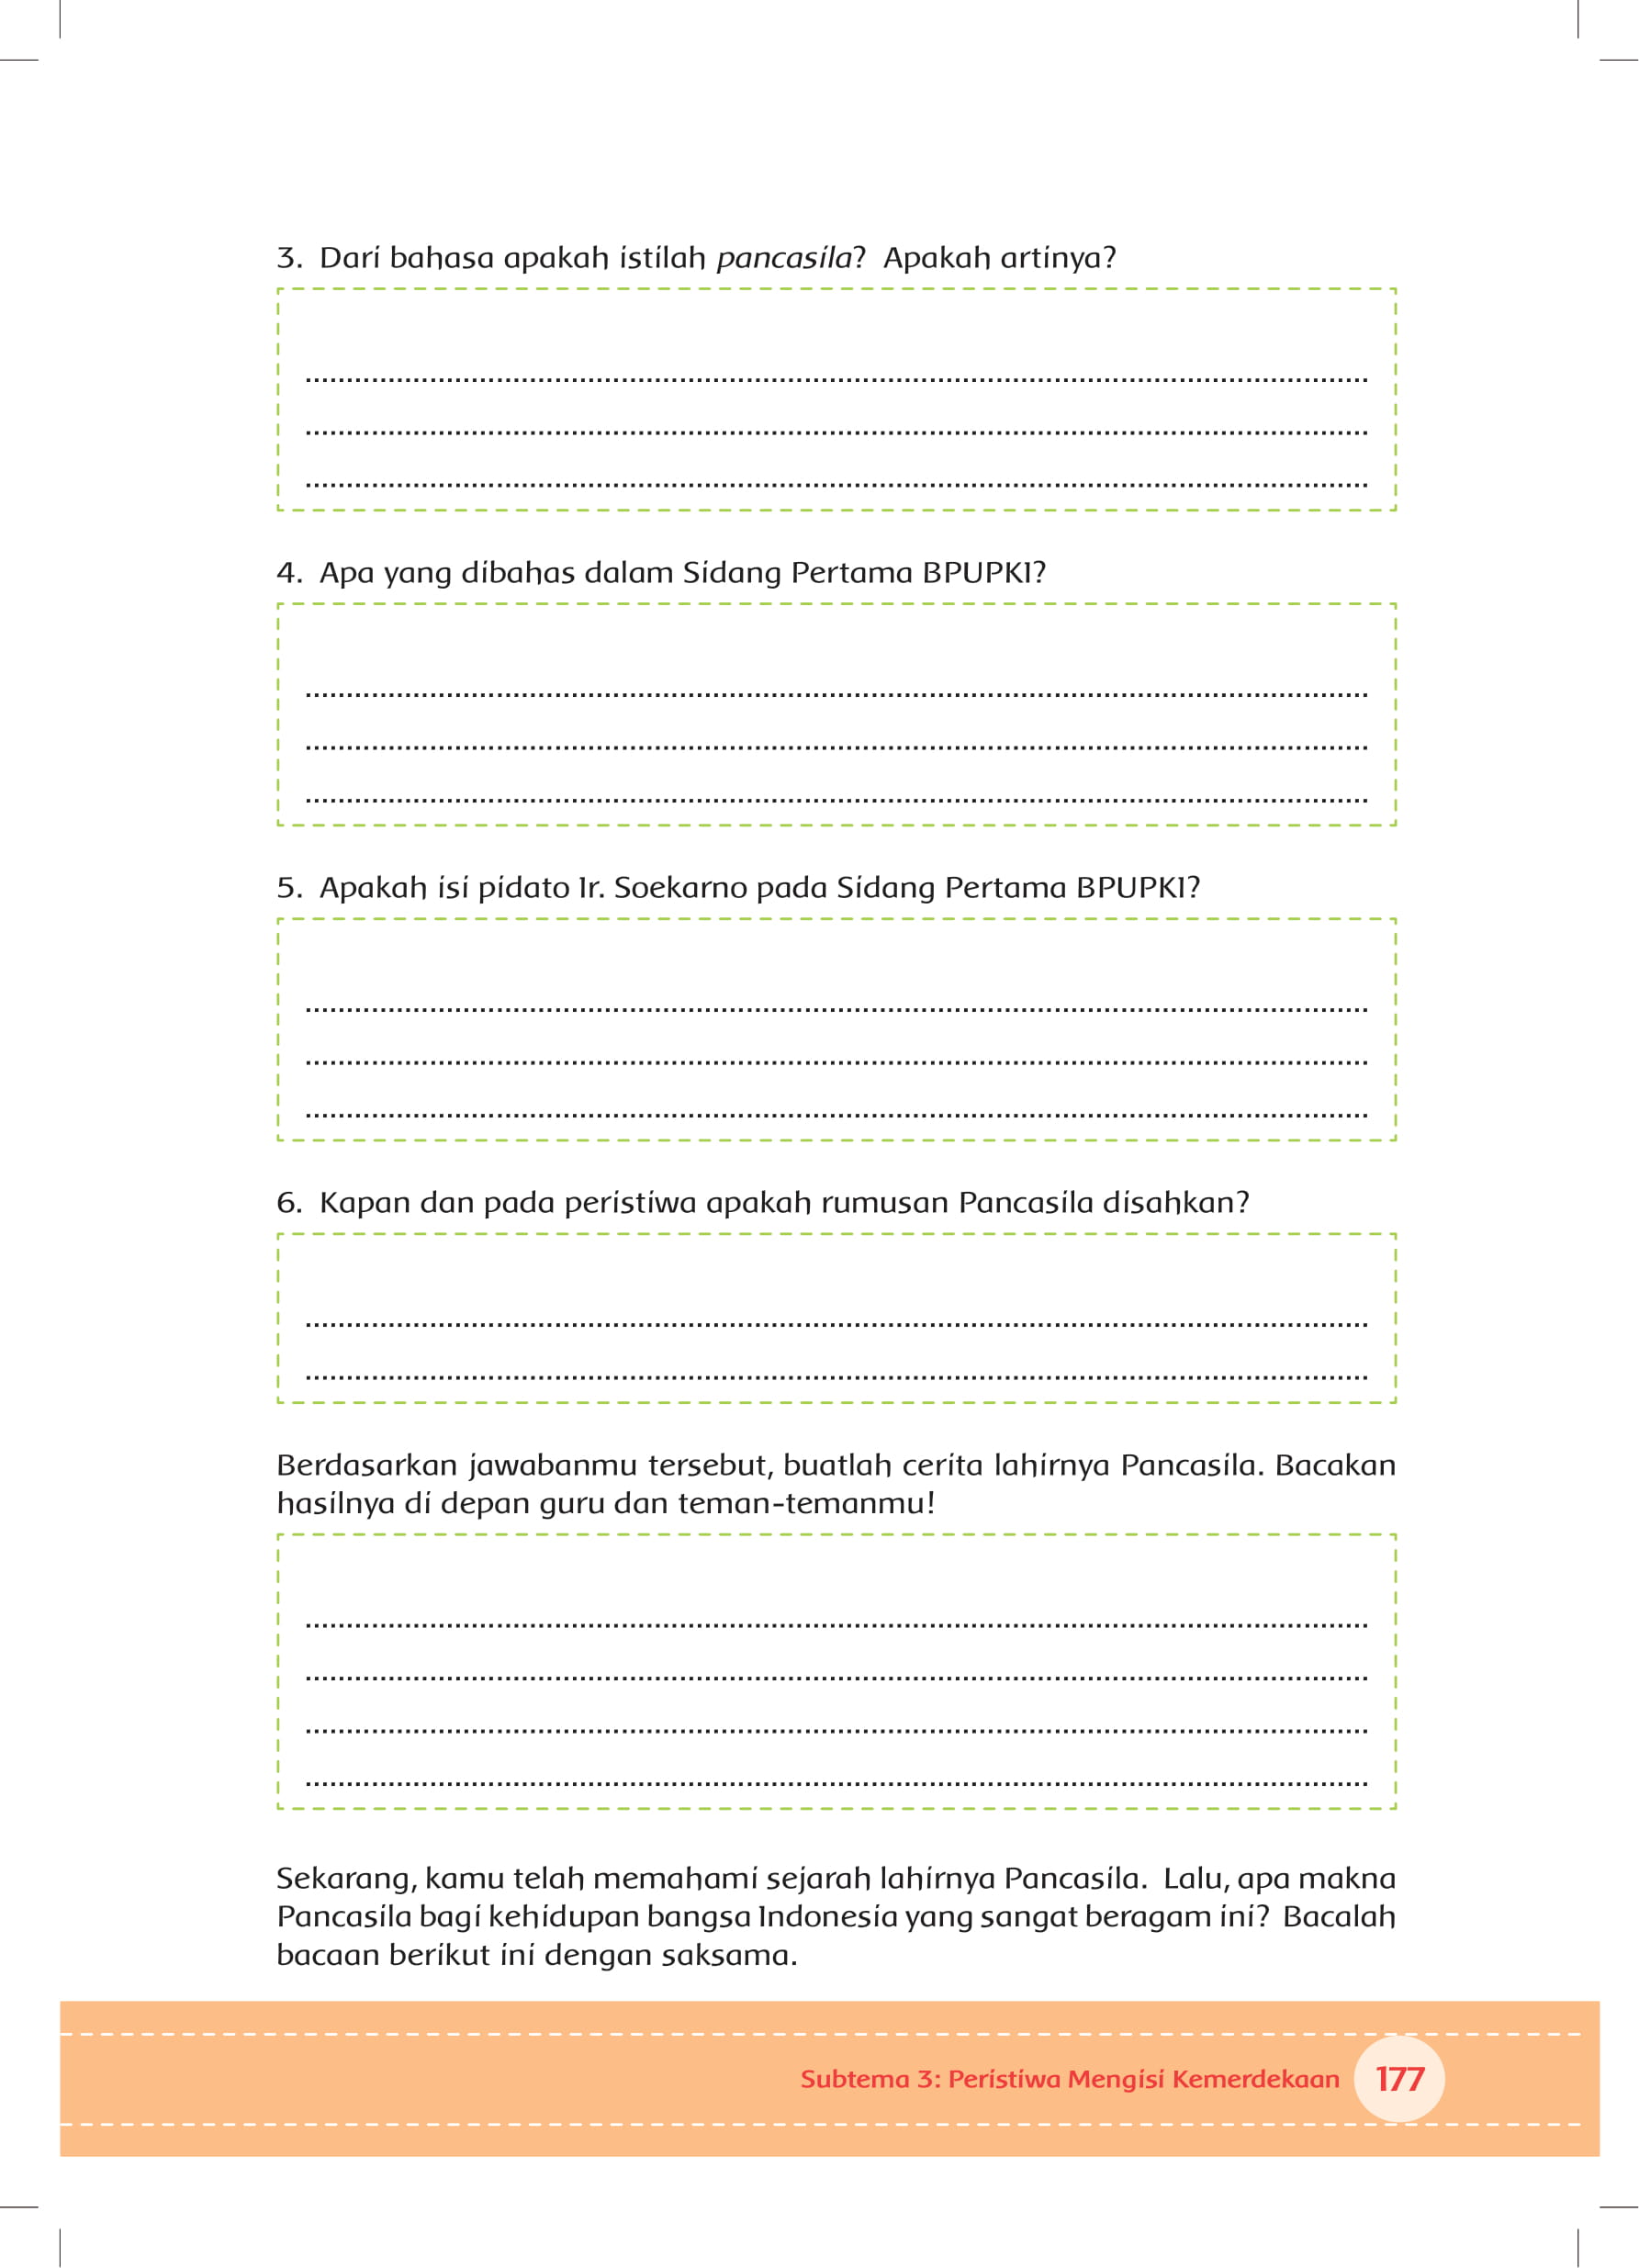 3. Dari bahasa apakah istilah pancasila? Apakah artinya?
4. Apa yang dibahas dalam Sidang Pertama BPUPKI?
5. Apakah isi pidato Ir. Soekarno pada Sidang Pertama BPUPKI?
6. Kapan dan pada peristiwa apakah rumusan Pancasila disahkan?
Berdasarkan jawabanmu tersebut, buatlah cerita lahirnya Pancasila. Bacakan
hasilnya di depan guru dan teman-temanmu!
Sekarang, kamu telah memahami sejarah lahirnya Pancasila. Lalu, apa makna
Pancasila bagi kehidupan bangsa Indonesia yang sangat beragam ini? Bacalah
bacaan berikut ini dengan saksama.
Subtema 3: Peristiwa Mengisi Kemerdekaan 177